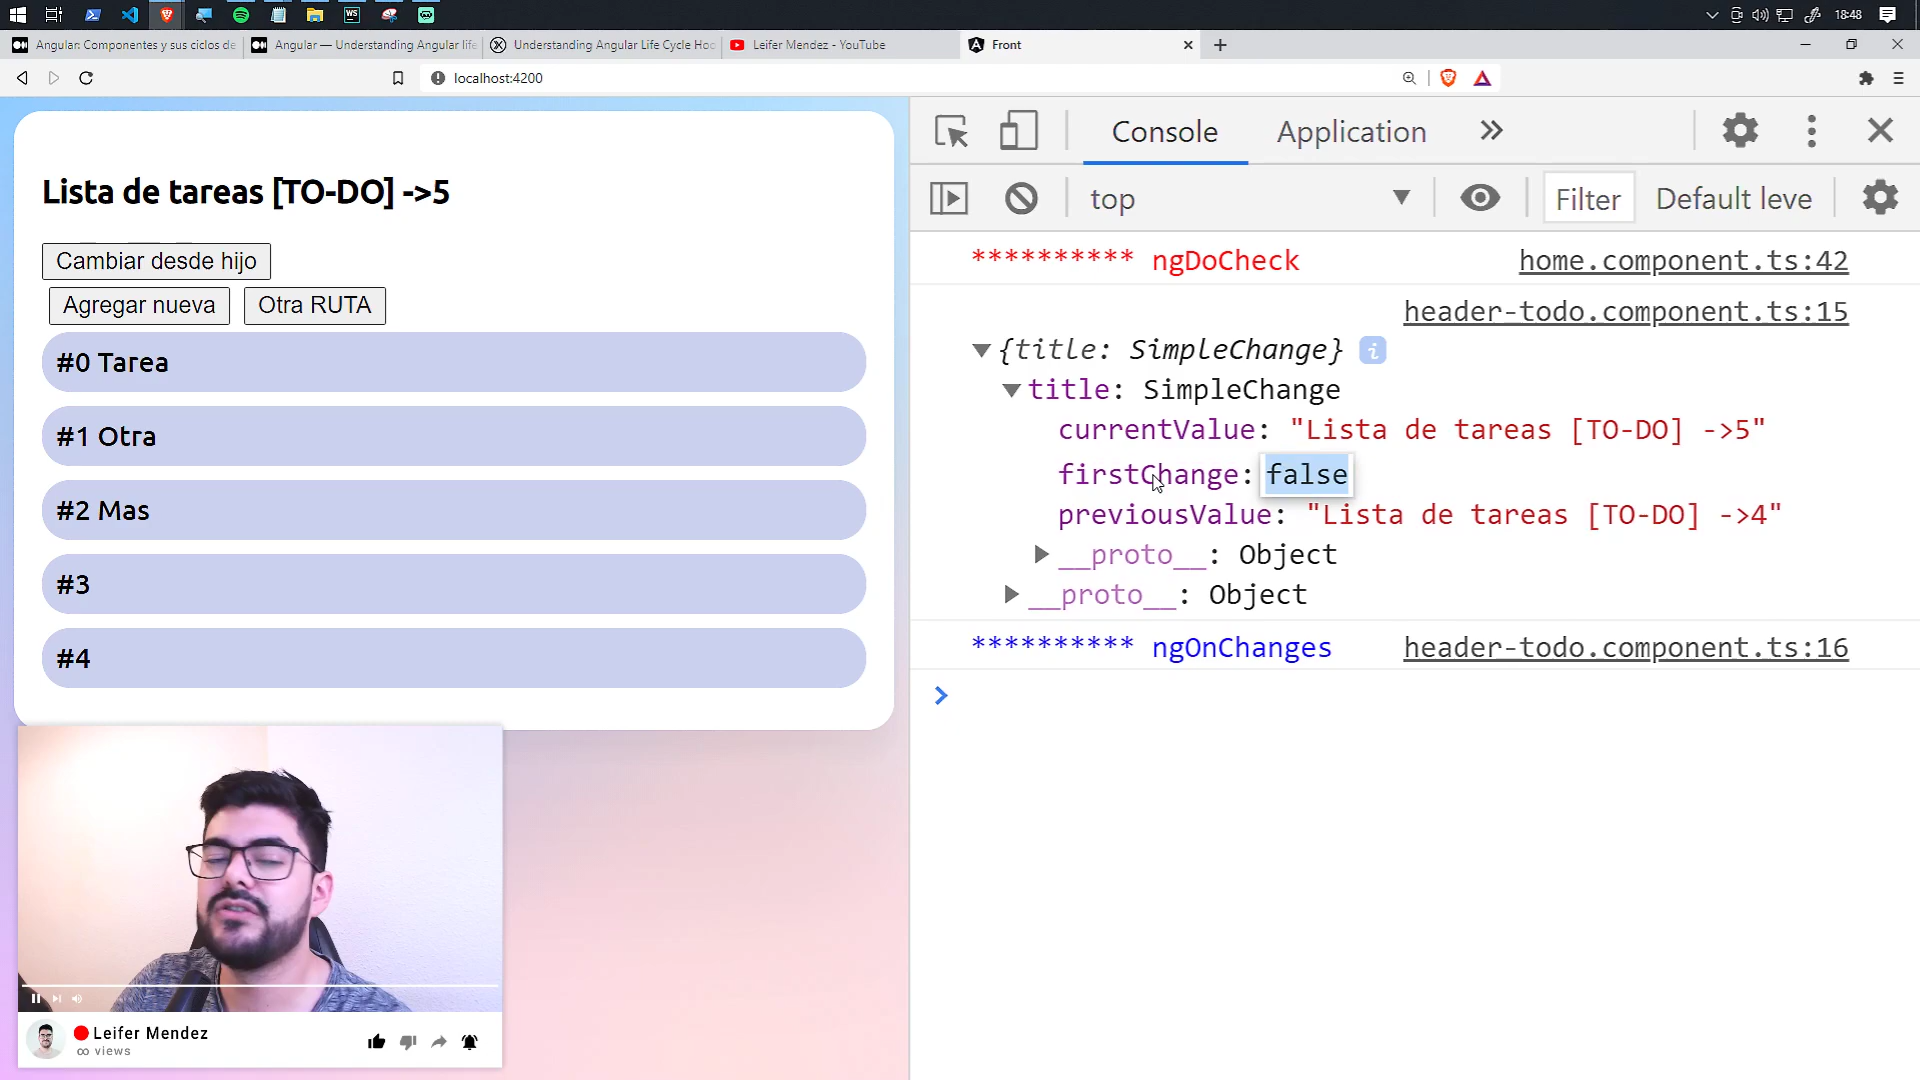 18:48
Angular: Componentes y sus ciclos de
Angular — Understanding Angular life
Understanding Angular Life Cycle Hoo
Leifer Mendez - YouTube
Front
localhost:4200
Lista de tareas [TO-DO] ->5
Cambiar desde hijo
Agregar nueva
Otra RUTA
#0 Tarea
#1 Otra
#2 Mas
#3
#4
Leifer Mendez
∞ views
Console
Application
top
Filter
Default leve
********** ngDoCheck
home.component.ts:42
header-todo.component.ts:15
{title: SimpleChange}
title: SimpleChange
currentValue: "Lista de tareas [TO-DO] ->5"
firstChange: false
previousValue: "Lista de tareas [TO-DO] ->4"
__proto__: Object
__proto__: Object
********** ngOnChanges
header-todo.component.ts:16